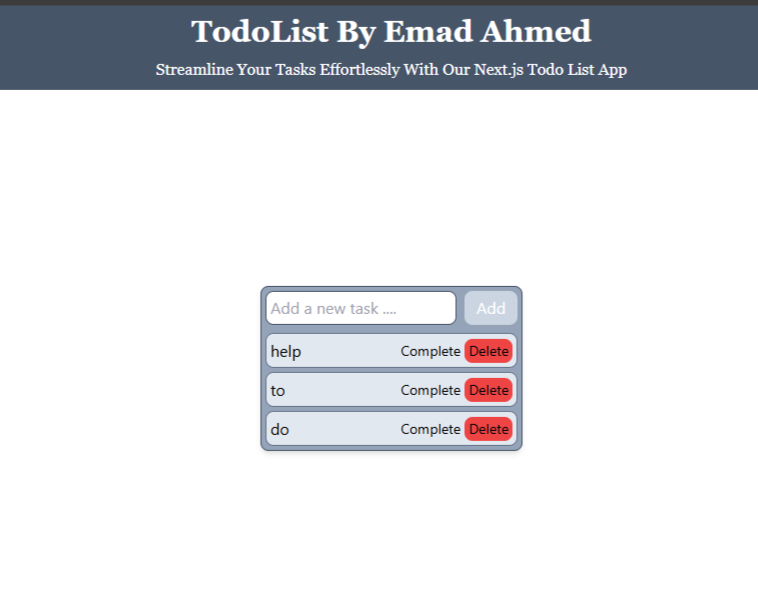 TodoList By Emad Ahmed
Streamline Your Tasks Effortlessly With Our Next.js Todo List App
Add a new task .... Add
help Complete Delete
to Complete Delete
do Complete Delete